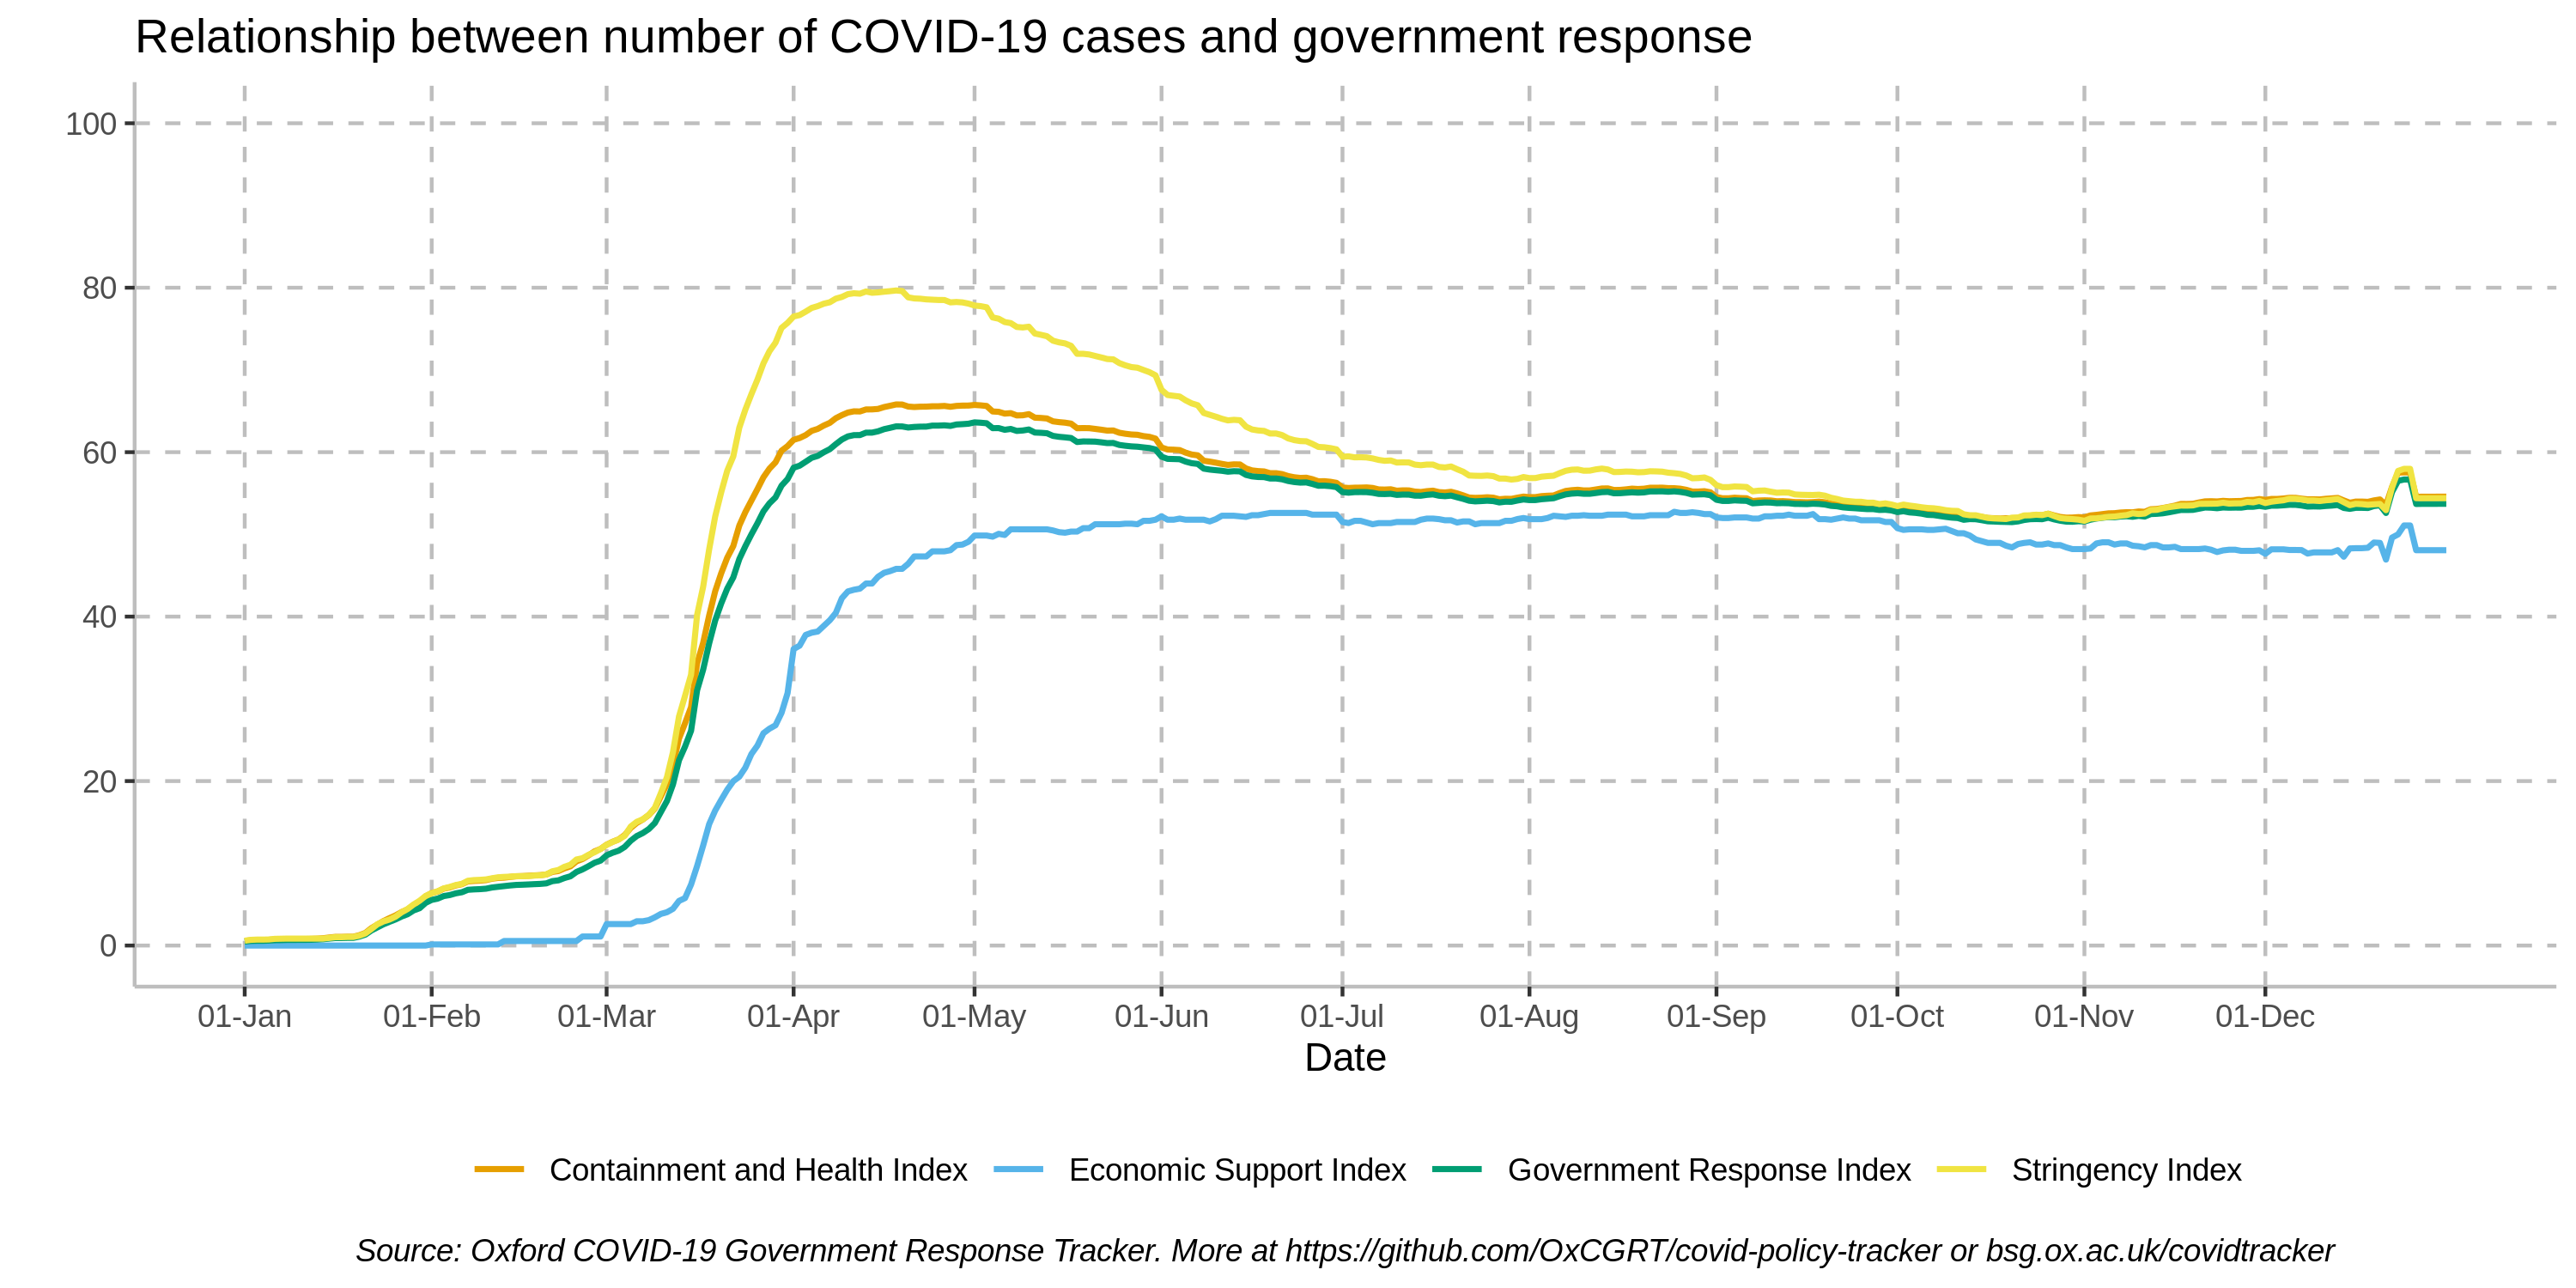 Relationship between number of COVID-19 cases and government response
100
80
60
40
20
0
01-Jan 01-Feb 01-Mar 01-Apr 01-May 01-Jun 01-Jul 01-Aug 01-Sep 01-Oct 01-Nov 01-Dec
Date
Containment and Health Index Economic Support Index Government Response Index Stringency Index
Source: Oxford COVID-19 Government Response Tracker. More at https://github.com/OxCGRT/covid-policy-tracker or bsg.ox.ac.uk/covidtracker